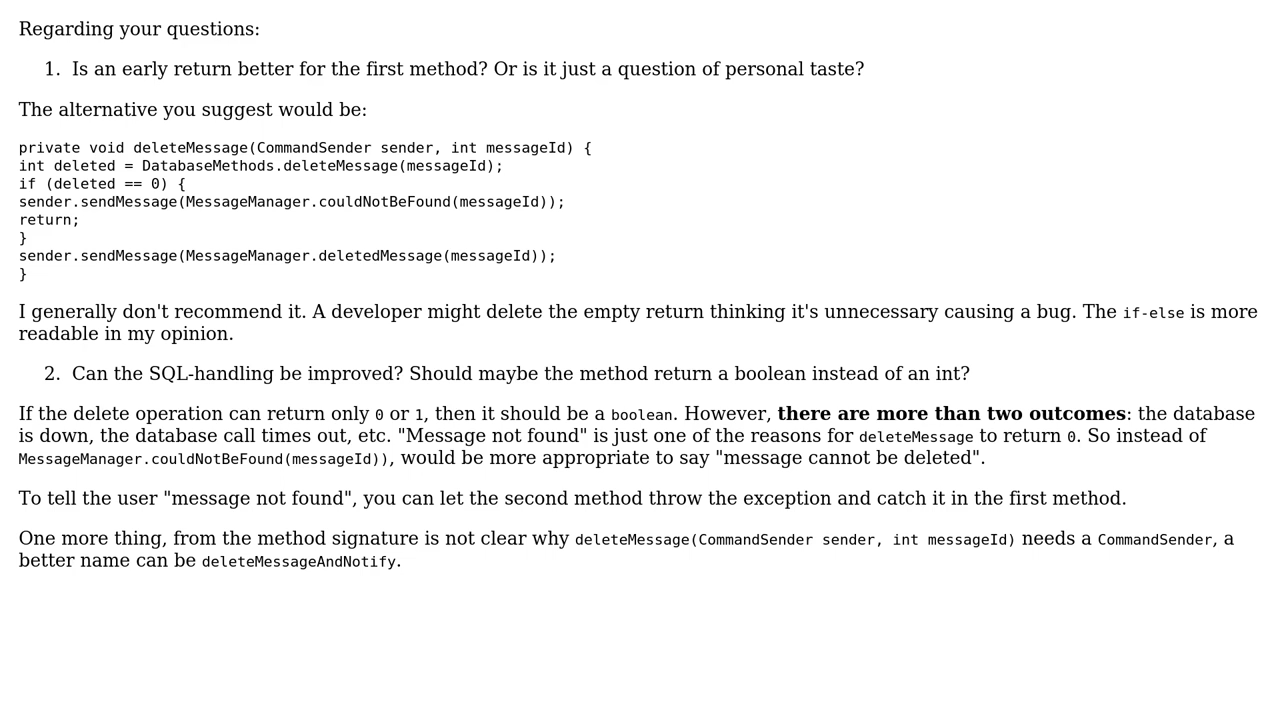 Regarding your questions:
1. Is an early return better for the first method? Or is it just a question of personal taste?
The alternative you suggest would be:
private void deleteMessage(CommandSender sender, int messageId) {
int deleted = DatabaseMethods.deleteMessage(messageId);
if (deleted == 0) {
sender.sendMessage(MessageManager.couldNotBeFound(messageId));
return;
}
sender.sendMessage(MessageManager.deletedMessage(messageId));
}
I generally don't recommend it. A developer might delete the empty return thinking it's unnecessary causing a bug. The if-else is more
readable in my opinion.
2. Can the SQL-handling be improved? Should maybe the method return a boolean instead of an int?
If the delete operation can return only 0 or 1, then it should be a boolean. However, there are more than two outcomes: the database
is down, the database call times out, etc. "Message not found" is just one of the reasons for deleteMessage to return 0. So instead of
MessageManager.couldNotBeFound(messageId)), would be more appropriate to say "message cannot be deleted".
To tell the user "message not found", you can let the second method throw the exception and catch it in the first method.
One more thing, from the method signature is not clear why deleteMessage(CommandSender sender, int messageId) needs a CommandSender, a
better name can be deleteMessageAndNotify.